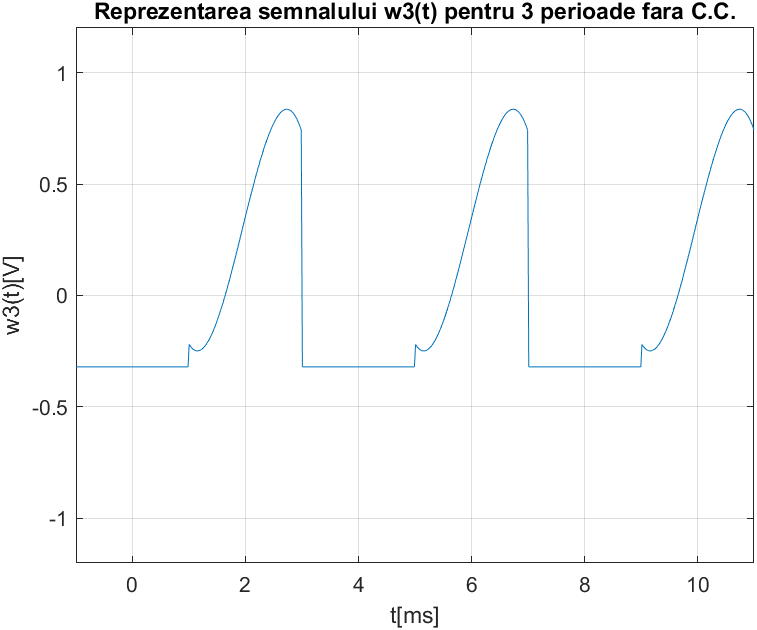 Reprezentarea semnalului w3(t) pentru 3 perioade fara C.C.
1
0.5
0
-0.5
-1
w3(t)[V]
0 2 4 6 8 10
t[ms]